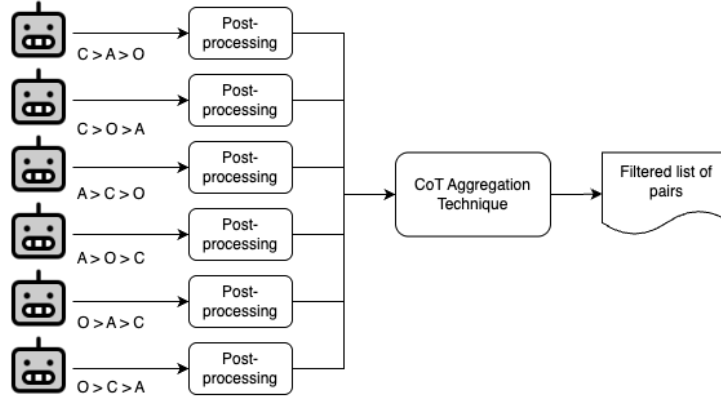 C > A > O
Post-
processing
C > O > A
Post-
processing
A > C > O
Post-
processing
A > O > C
Post-
processing
O > A > C
Post-
processing
O > C > A
Post-
processing
CoT Aggregation
Technique
Filtered list of
pairs